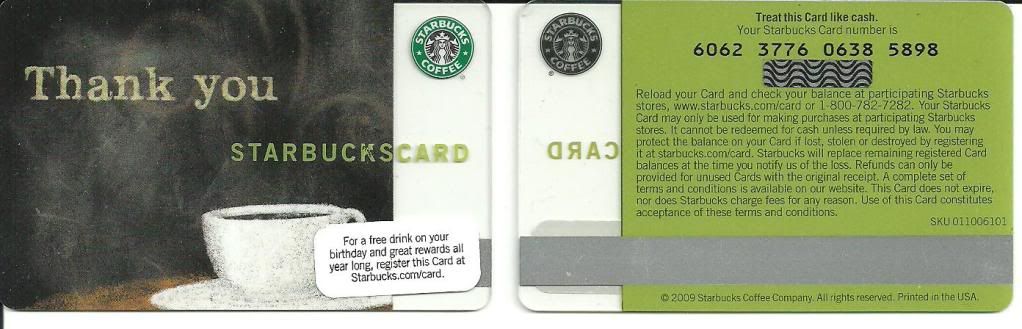 Thank you
STARBUCKSCARD
STARBUCKS
COFFEE
®
For a free drink on your
birthday and great rewards all
year long, register this Card at
Starbucks.com/card.
STARBUCKS
COFFEE
®
CARD
Treat this Card like cash.
Your Starbucks Card number is
6062 3776 0638 5898
Reload your Card and check your balance at participating Starbucks
stores, www.starbucks.com/card or 1-800-782-7282. Your Starbucks
Card may only be used for making purchases at participating Starbucks
stores. It cannot be redeemed for cash unless required by law. You may
protect the balance on your Card if lost, stolen or destroyed by registering
it at starbucks.com/card. Starbucks will replace remaining registered Card
balances at the time you notify us of the loss. Refunds can only be
provided for unused Cards with the original receipt. A complete set of
terms and conditions is available on our website. This Card does not expire,
nor does Starbucks charge fees for any reason. Use of this Card constitutes
acceptance of these terms and conditions.
SKU 011006101
© 2009 Starbucks Coffee Company. All rights reserved. Printed in the USA.